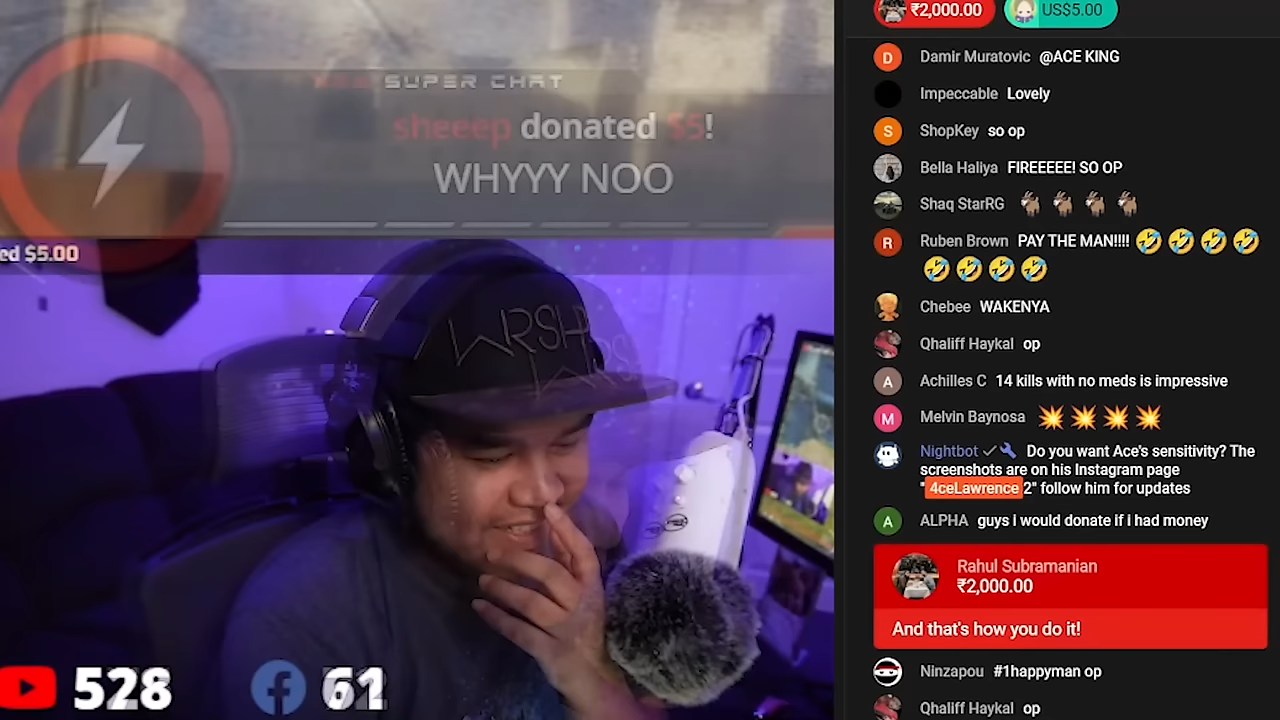 SUPER CHAT
sheeep donated $5!
WHYYY NOO
ed $5.00
WRSHP
528
61
₹2,000.00 US$5.00
Damir Muratovic @ACE KING
Impeccable Lovely
ShopKey so op
Bella Haliya FIREEEEE! SO OP
Shaq StarRG 🐐 🐐 🐐 🐐
Ruben Brown PAY THE MAN!!!! 🤣 🤣 🤣 🤣
🤣 🤣 🤣 🤣
Chebee WAKENYA
Qhaliff Haykal op
A Achilles C 14 kills with no meds is impressive
M Melvin Baynosa 💥 💥 💥 💥
Nightbot Do you want Ace's sensitivity? The
screenshots are on his Instagram page
"4ceLawrence2" follow him for updates
A ALPHA guys i would donate if i had money
Rahul Subramanian
₹2,000.00
And that's how you do it!
Ninzapou #1happyman op
Qhaliff Haykal op